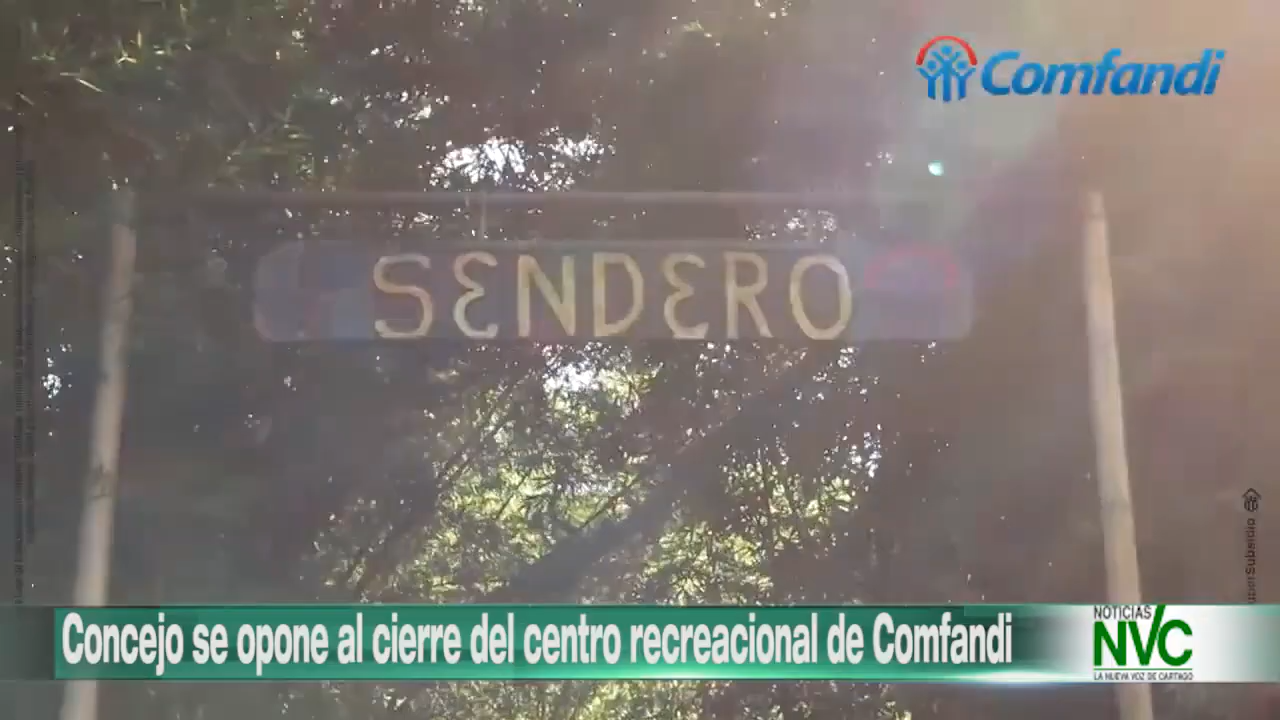 Comfandi
SENDERO
Concejo se opone al cierre del centro recreacional de Comfandi
NOTICIAS
NVC
LA NUEVA VOZ DE CARTAGO